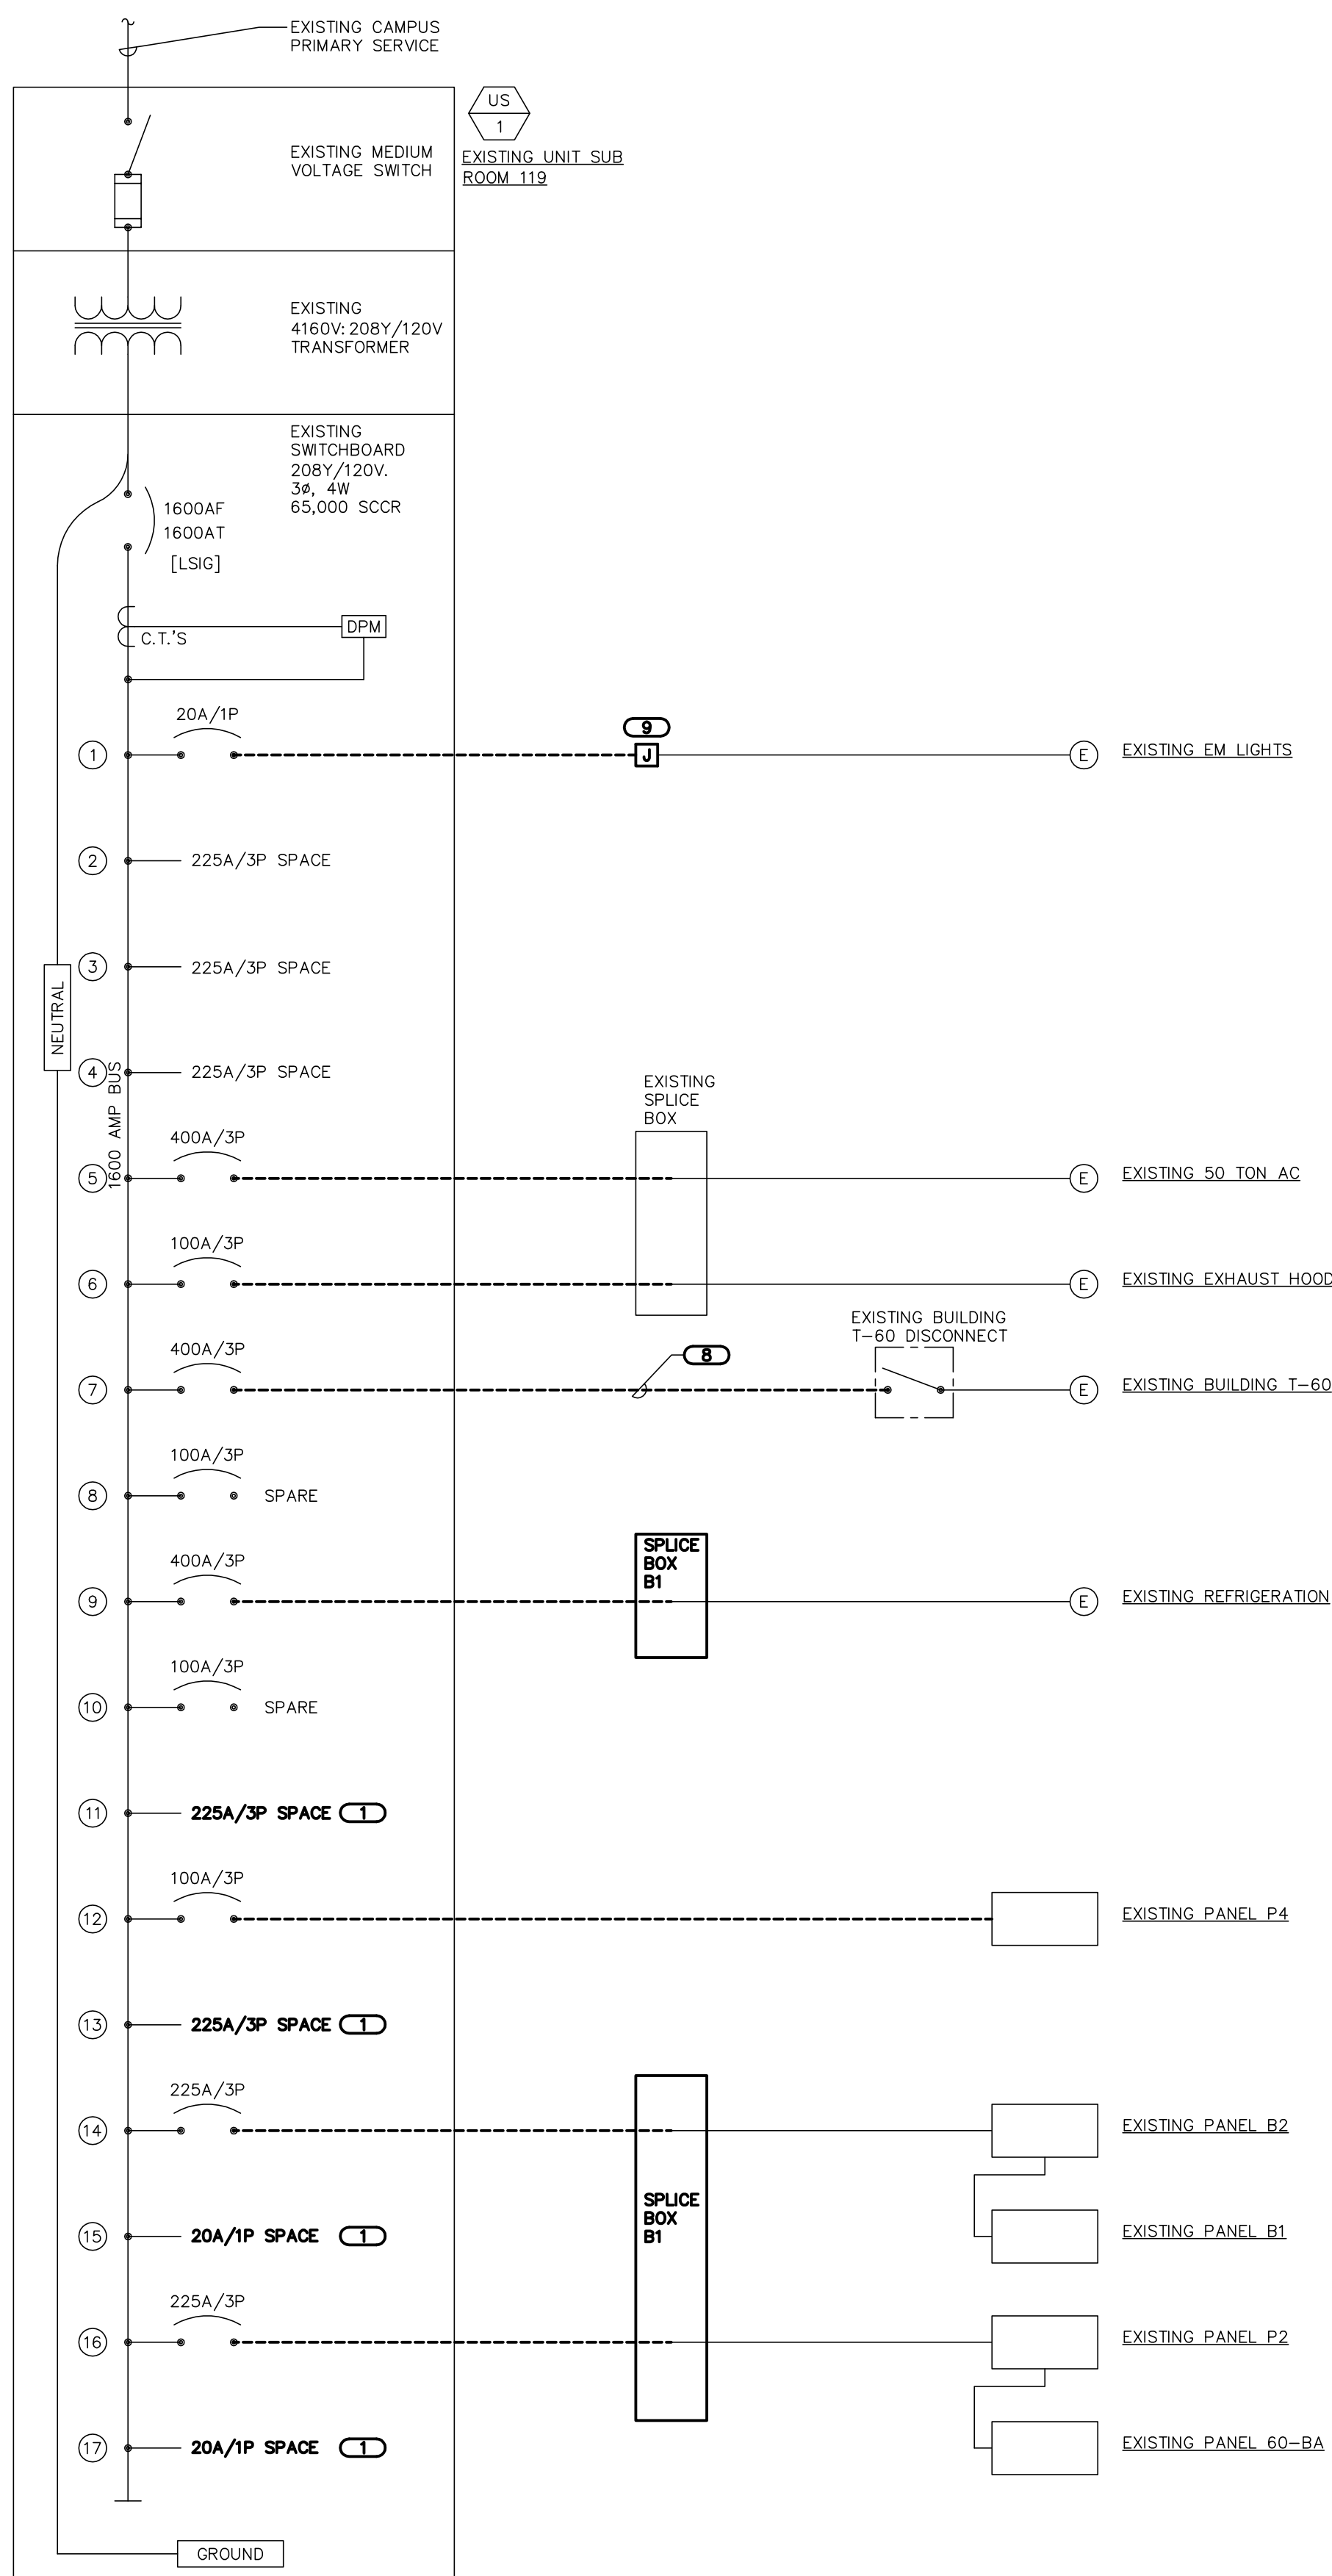 EXISTING CAMPUS
PRIMARY SERVICE
US
1
EXISTING UNIT SUB
ROOM 119
EXISTING MEDIUM
VOLTAGE SWITCH
EXISTING
4160V: 208Y/120V
TRANSFORMER
EXISTING
SWITCHBOARD
208Y/120V.
3Ø, 4W
65,000 SCCR
1600AF
1600AT
[LSIG]
C.T.'S
DPM
NEUTRAL
1600 AMP BUS
20A/1P
1
9
J
E
EXISTING EM LIGHTS
2
225A/3P SPACE
3
225A/3P SPACE
4
225A/3P SPACE
EXISTING
SPLICE
BOX
400A/3P
5
E
EXISTING 50 TON AC
100A/3P
6
E
EXISTING EXHAUST HOOD
EXISTING BUILDING
T-60 DISCONNECT
400A/3P
8
7
E
EXISTING BUILDING T-60
100A/3P
8
SPARE
SPLICE
BOX
B1
400A/3P
9
E
EXISTING REFRIGERATION
100A/3P
10
SPARE
11
225A/3P SPACE 1
100A/3P
12
EXISTING PANEL P4
13
225A/3P SPACE 1
225A/3P
14
EXISTING PANEL B2
SPLICE
BOX
B1
15
20A/1P SPACE 1
EXISTING PANEL B1
225A/3P
16
EXISTING PANEL P2
17
20A/1P SPACE 1
EXISTING PANEL 60-BA
GROUND